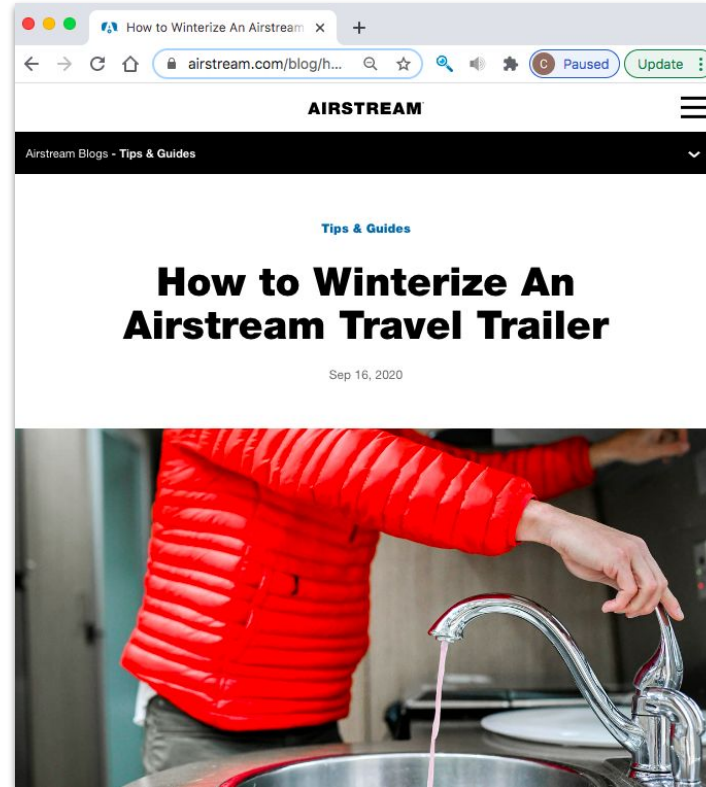 How to Winterize An Airstream
airstream.com/blog/h...
C
Paused
Update
AIRSTREAM
Airstream Blogs - Tips & Guides
Tips & Guides
How to Winterize An
Airstream Travel Trailer
Sep 16, 2020